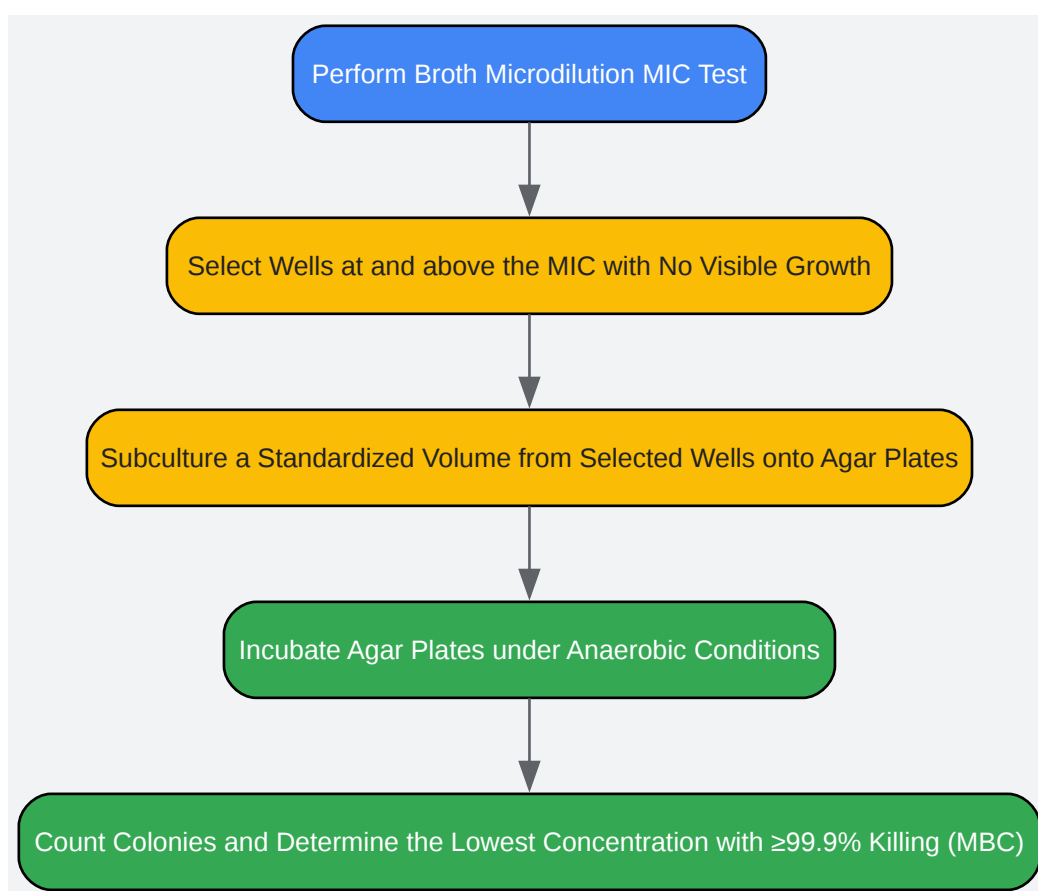 Perform Broth Microdilution MIC Test
Select Wells at and above the MIC with No Visible Growth
Subculture a Standardized Volume from Selected Wells onto Agar Plates
Incubate Agar Plates under Anaerobic Conditions
Count Colonies and Determine the Lowest Concentration with ≥99.9% Killing (MBC)